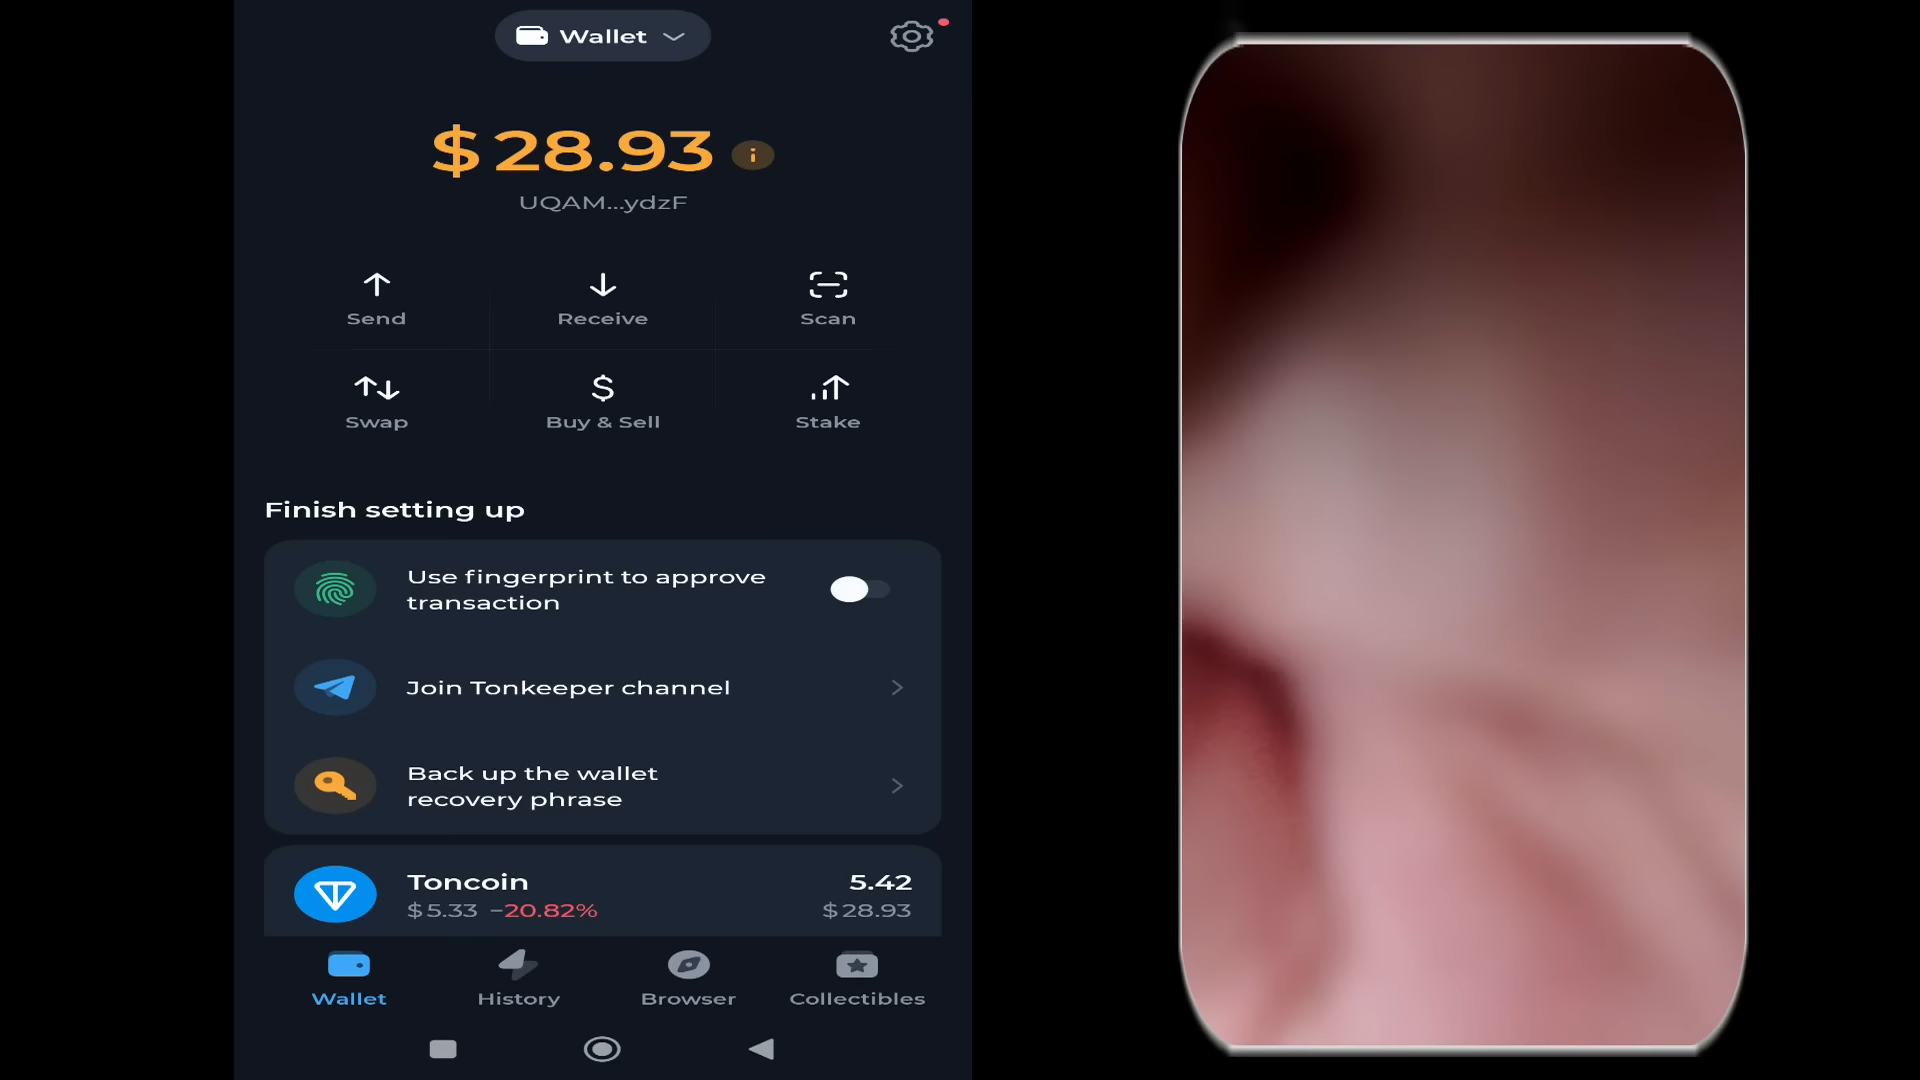 Wallet
$ 28.93
UQAM...ydzF
Send
Receive
Scan
Swap
Buy & Sell
Stake
Finish setting up
Use fingerprint to approve
transaction
Join Tonkeeper channel
Back up the wallet
recovery phrase
Toncoin 5.42
$ 5.33 −20.82% $ 28.93
Wallet
History
Browser
Collectibles